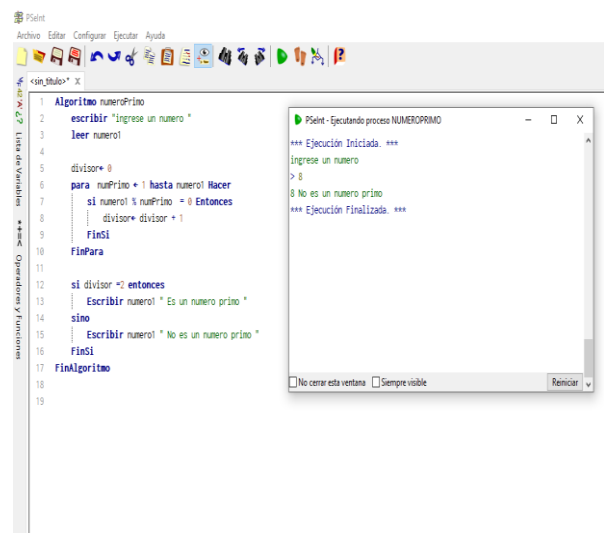 PSeInt
Archivo Editar Configurar Ejecutar Ayuda
<sin_titulo>* X
Lista de Variables
*+=< Operadores y Funciones
1 Algoritmo numeroPrimo
2 escribir "ingrese un numero "
3 leer numero1
4
5 divisor← 0
6 para numPrimo ← 1 hasta numero1 Hacer
7 si numero1 % numPrimo = 0 Entonces
8 divisor← divisor + 1
9 FinSi
10 FinPara
11
12 si divisor =2 entonces
13 Escribir numero1 " Es un numero primo "
14 sino
15 Escribir numero1 " No es un numero primo "
16 FinSi
17 FinAlgoritmo
18
19
PSeInt - Ejecutando proceso NUMEROPRIMO
*** Ejecución Iniciada. ***
ingrese un numero
> 8
8 No es un numero primo
*** Ejecución Finalizada. ***
No cerrar esta ventana Siempre visible Reiniciar